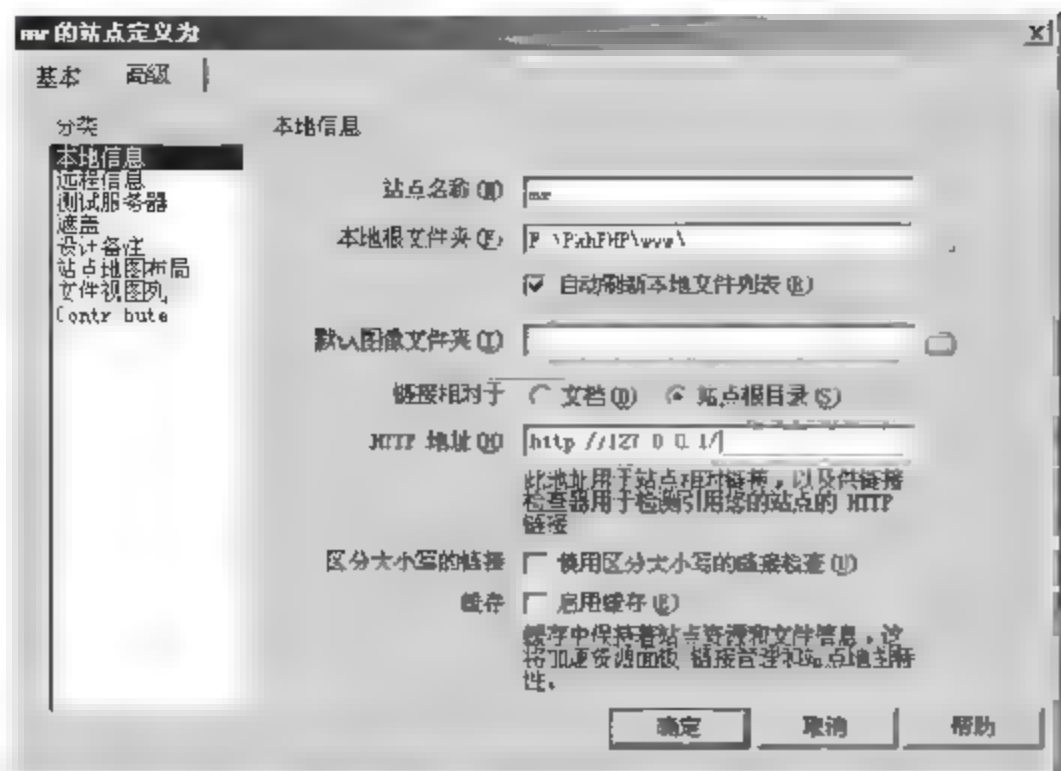 mr 的站点定义为
基本 高级
分类
本地信息
远程信息
测试服务器
遮盖
设计备注
站点地图布局
文件视图列
Contribute
本地信息
站点名称(N) mr
本地根文件夹(F)
自动刷新本地文件列表(R)
默认图像文件夹(I)
链接相对于 文档(D) 站点根目录(S)
HTTP 地址(H) http://127.0.0.1/
此地址用于站点相对链接，以及供链接
检查器用于检测引用您的站点的 HTTP
链接
区分大小写的链接 使用区分大小写的链接检查(U)
缓存 启用缓存(E)
缓存中保持着站点资源和文件信息，这
将加速资源面板 链接管理和站点地图特
性。
确定 取消 帮助